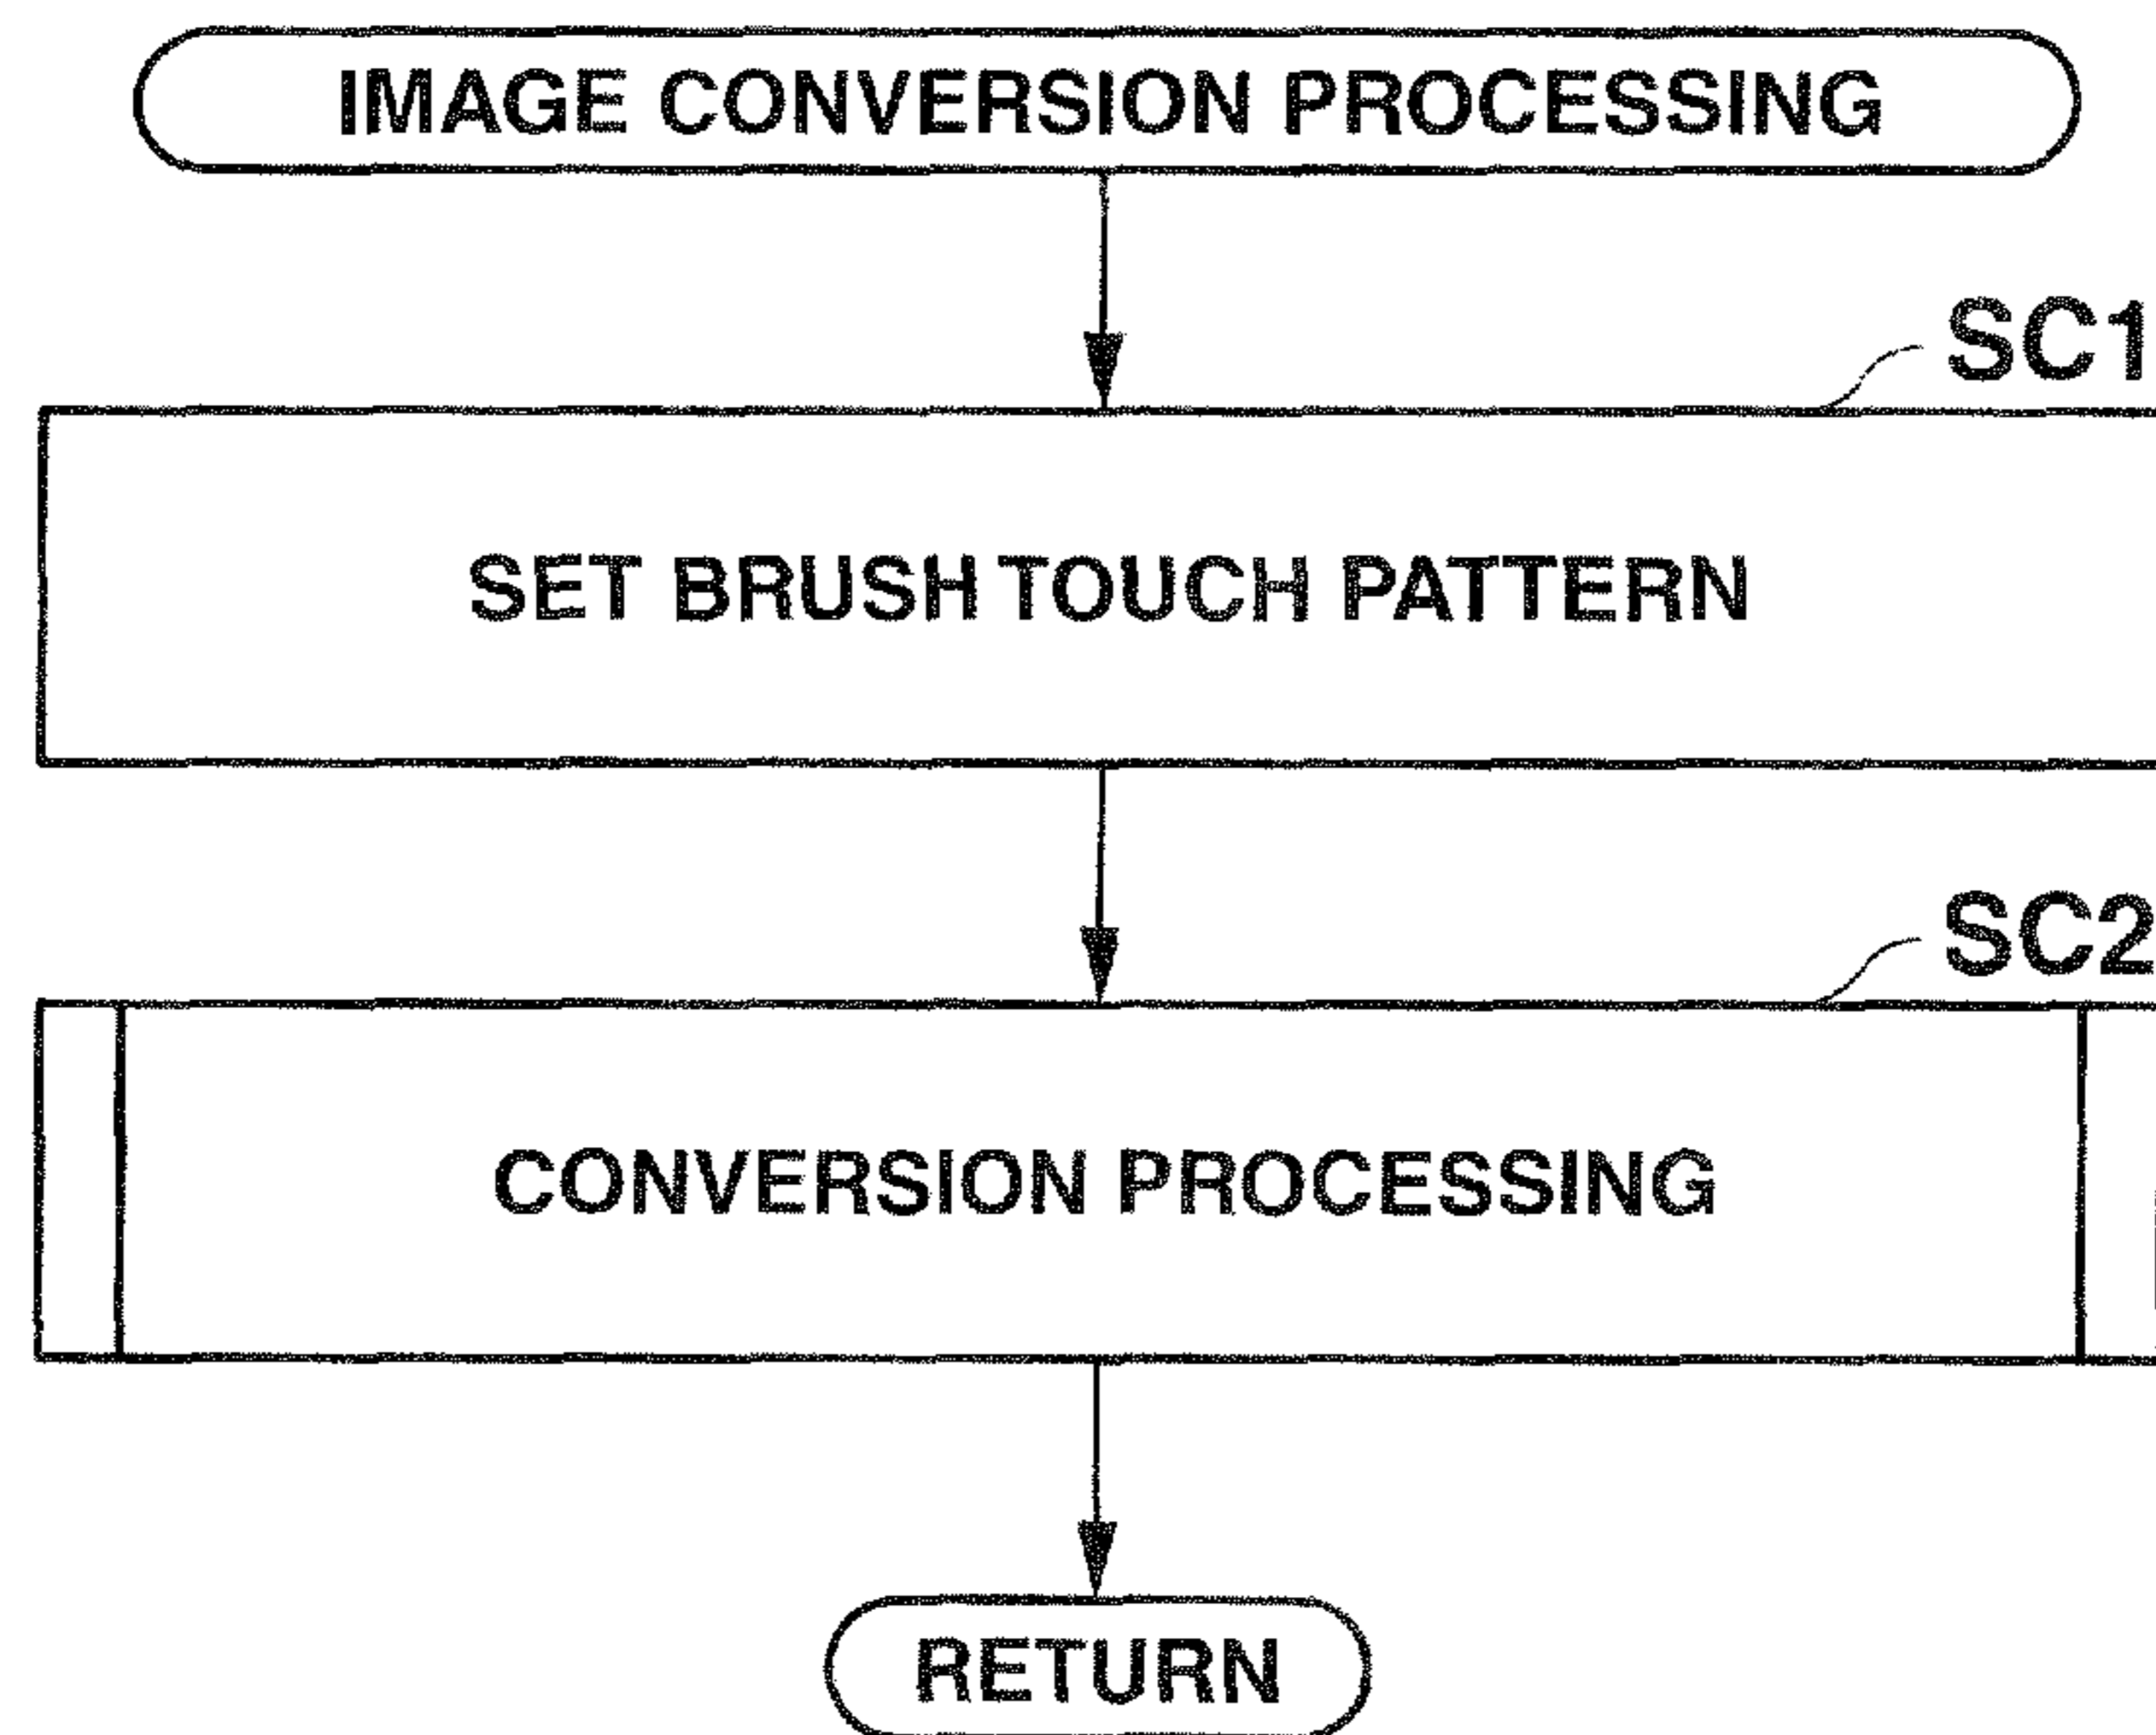 IMAGE CONVERSION PROCESSING
SC1
SET BRUSH TOUCH PATTERN
SC2
CONVERSION PROCESSING
RETURN